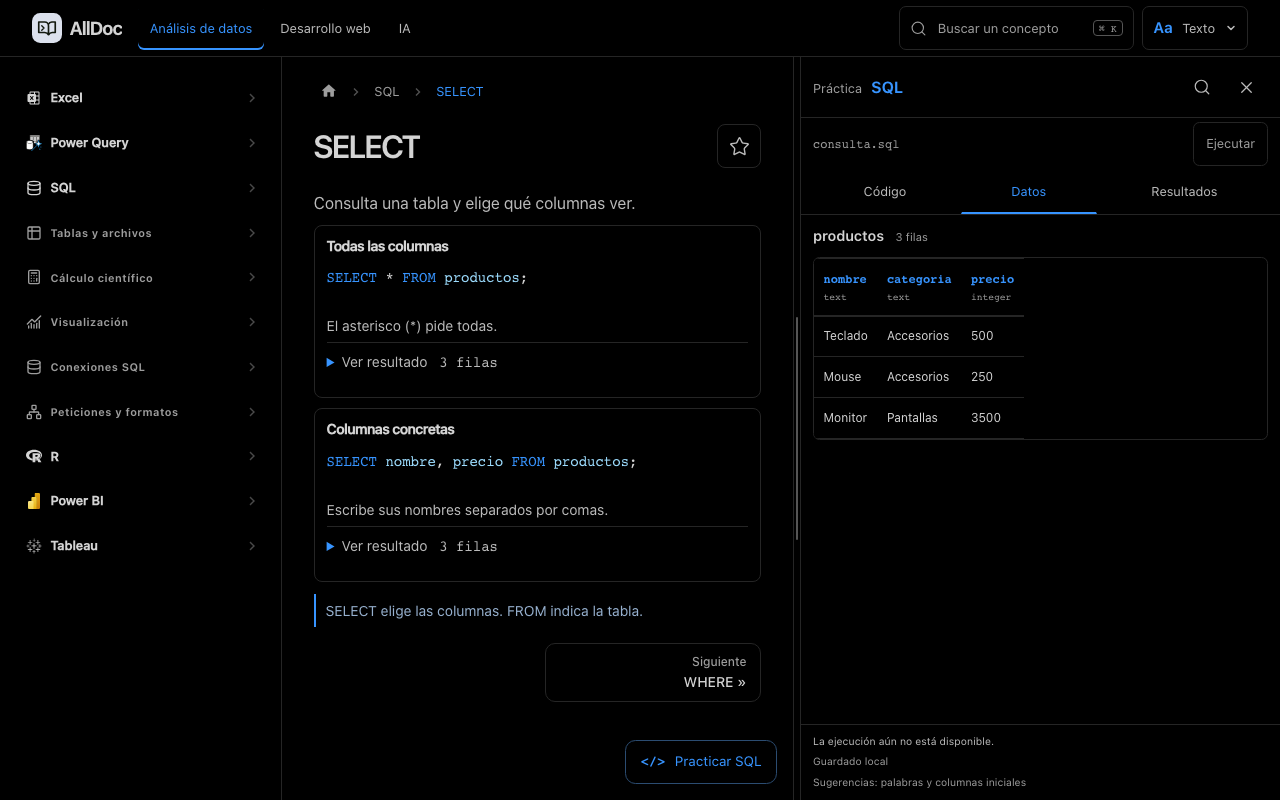 AllDoc
Análisis de datos
Desarrollo web
IA
Buscar un concepto
⌘ K
Aa Texto
Excel
Power Query
SQL
Tablas y archivos
Cálculo científico
Visualización
Conexiones SQL
Peticiones y formatos
R
Power BI
Tableau
SQL
SELECT
SELECT
Consulta una tabla y elige qué columnas ver.
Todas las columnas
SELECT * FROM productos;
El asterisco (*) pide todas.
Ver resultado 3 filas
Columnas concretas
SELECT nombre, precio FROM productos;
Escribe sus nombres separados por comas.
Ver resultado 3 filas
SELECT elige las columnas. FROM indica la tabla.
Siguiente
WHERE »
</> Practicar SQL
Práctica SQL
consulta.sql
Ejecutar
Código
Datos
Resultados
productos 3 filas
nombre categoria precio
text text integer
Teclado Accesorios 500
Mouse Accesorios 250
Monitor Pantallas 3500
La ejecución aún no está disponible.
Guardado local
Sugerencias: palabras y columnas iniciales